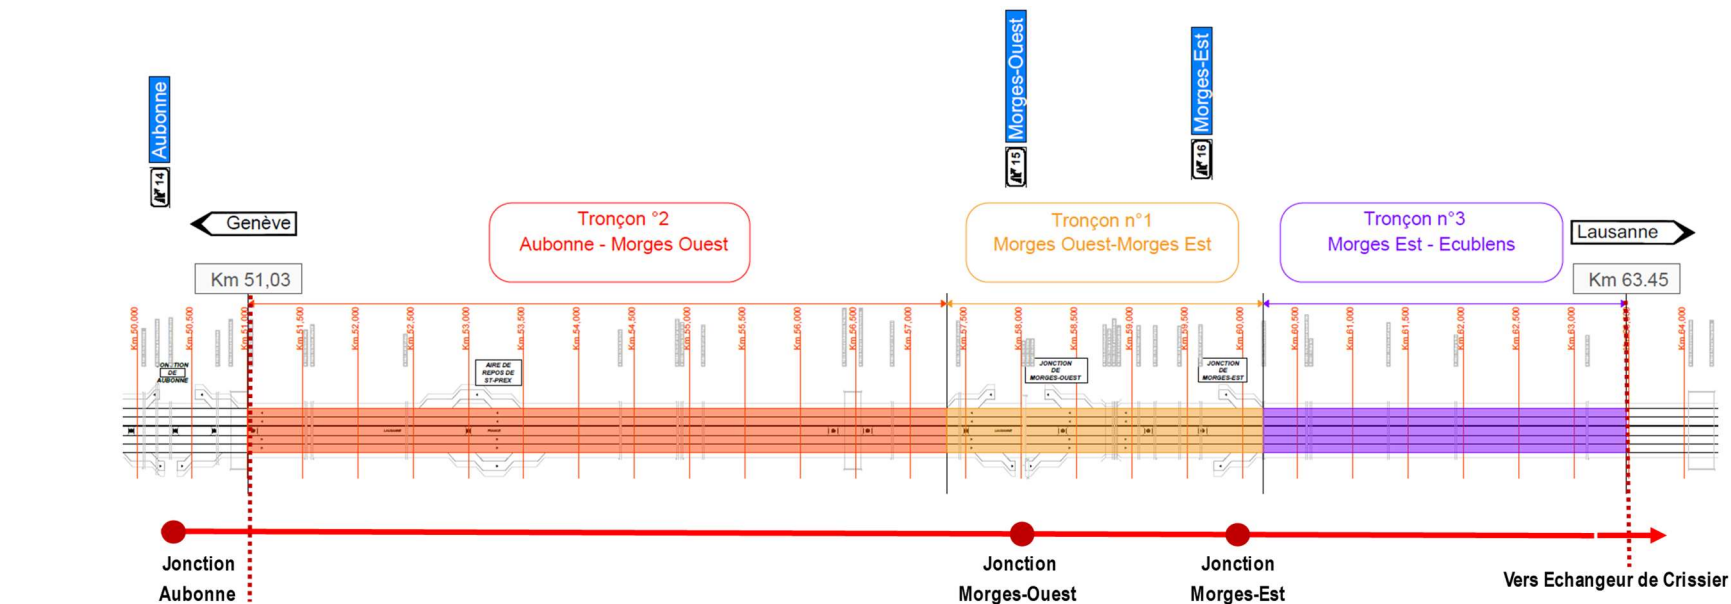 Aubonne
14
Morges-Ouest
15
Morges-Est
16
Genève
Tronçon °2
Aubonne - Morges Ouest
Tronçon n°1
Morges Ouest-Morges Est
Tronçon n°3
Morges Est - Ecublens
Lausanne
Km 51,03
Km 63.45
Km 50,000
Km 50,500
Km 51,000
Km 51,500
Km 52,000
Km 52,500
Km 53,000
Km 53,500
Km 54,000
Km 54,500
Km 55,000
Km 55,500
Km 56,000
Km 56,500
Km 57,000
Km 57,500
Km 58,000
Km 58,500
Km 59,000
Km 59,500
Km 60,000
Km 60,500
Km 61,000
Km 61,500
Km 62,000
Km 62,500
Km 63,000
Km 64,000
DE
AUBONNE
AIRE DE
REPOS DE
ST-PREX
JONCTION
DE
MORGES-OUEST
JONCTION
DE
MORGES-EST
Jonction
Aubonne
Jonction
Morges-Ouest
Jonction
Morges-Est
Vers Echangeur de Crissier